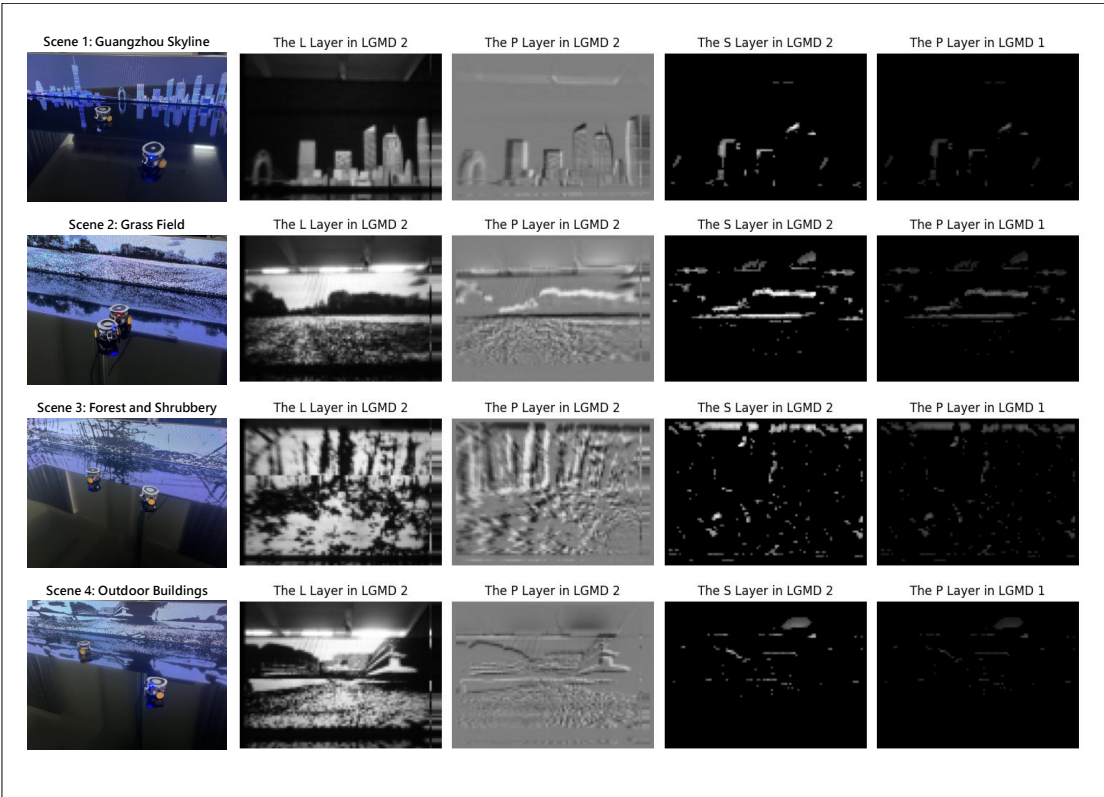 Scene 1: Guangzhou Skyline
The L Layer in LGMD 2
The P Layer in LGMD 2
The S Layer in LGMD 2
The P Layer in LGMD 1
Scene 2: Grass Field
The L Layer in LGMD 2
The P Layer in LGMD 2
The S Layer in LGMD 2
The P Layer in LGMD 1
Scene 3: Forest and Shrubbery
The L Layer in LGMD 2
The P Layer in LGMD 2
The S Layer in LGMD 2
The P Layer in LGMD 1
Scene 4: Outdoor Buildings
The L Layer in LGMD 2
The P Layer in LGMD 2
The S Layer in LGMD 2
The P Layer in LGMD 1